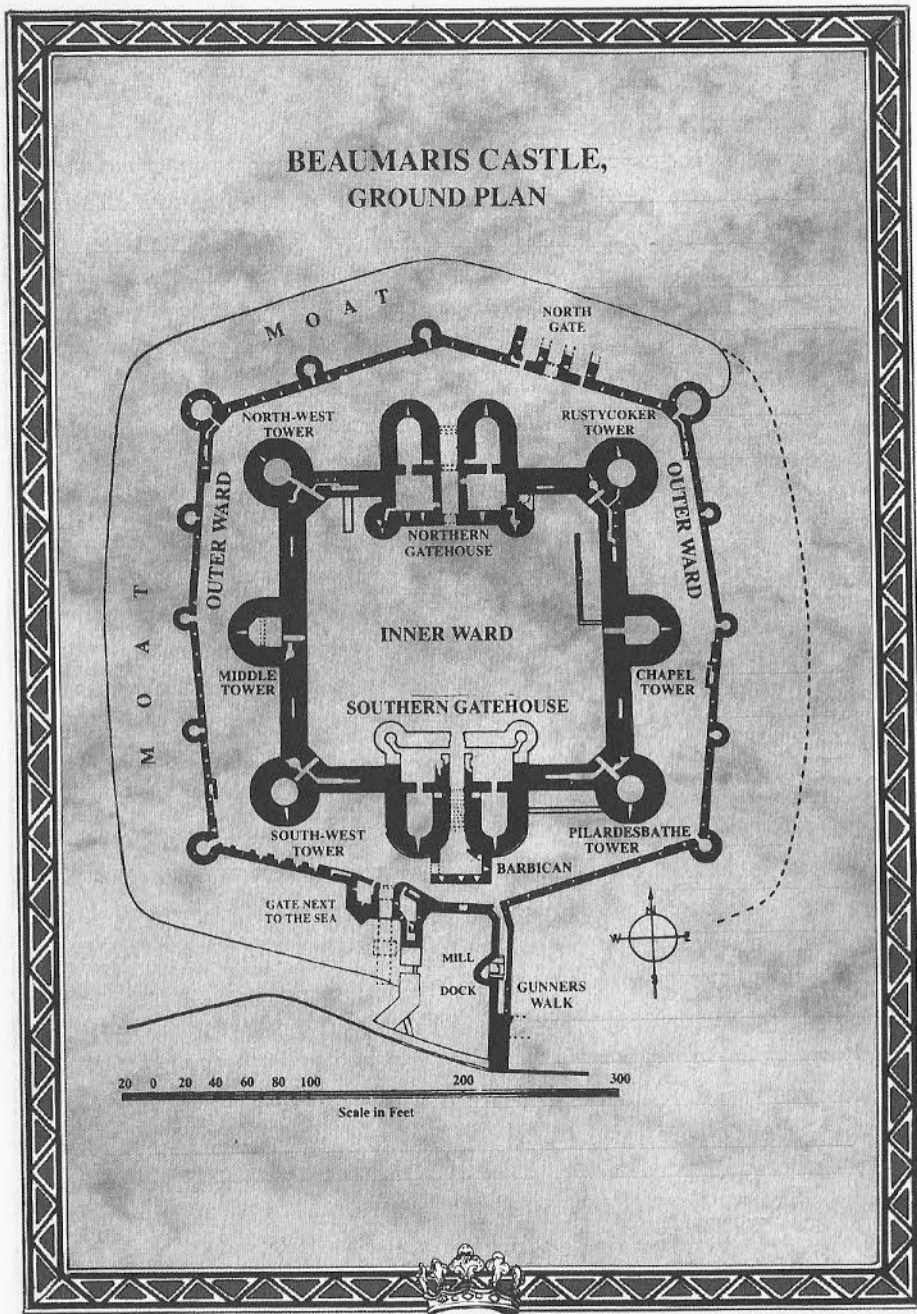 BEAUMARIS CASTLE,
GROUND PLAN
MOAT
NORTH
GATE
NORTH-WEST
TOWER
RUSTYCOKER
TOWER
OUTER WARD
OUTER WARD
NORTHERN
GATEHOUSE
MOAT
INNER WARD
MIDDLE
TOWER
CHAPEL
TOWER
SOUTHERN GATEHOUSE
SOUTH-WEST
TOWER
PILARDESBATHE
TOWER
BARBICAN
GATE NEXT
TO THE SEA
N
W E
S
MILL
DOCK
GUNNERS
WALK
20 0 20 40 60 80 100 200 300
Scale in Feet